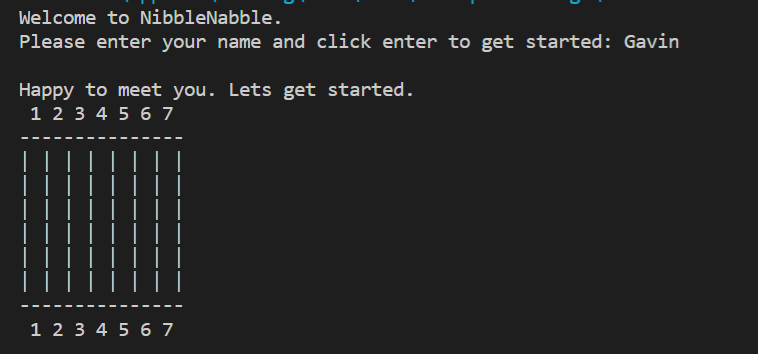 Welcome to NibbleNabble.
Please enter your name and click enter to get started: Gavin
Happy to meet you. Lets get started.
 1 2 3 4 5 6 7
---------------
| | | | | | | |
| | | | | | | |
| | | | | | | |
| | | | | | | |
| | | | | | | |
| | | | | | | |
---------------
 1 2 3 4 5 6 7